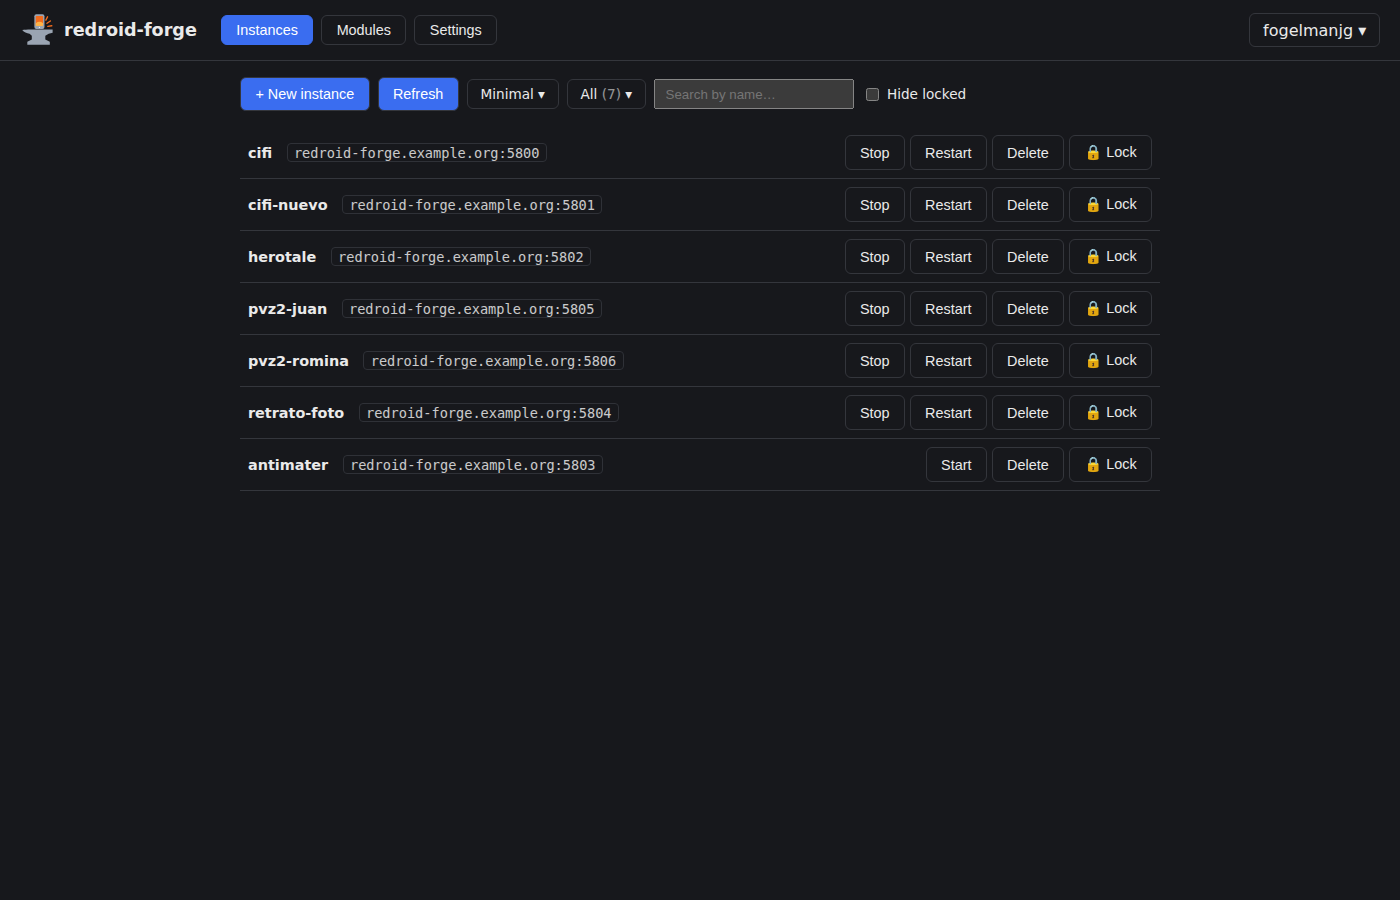 redroid-forge Instances Modules Settings fogelmanjg ▾
+ New instance Refresh Minimal ▾ All (7) ▾ Search by name… Hide locked
cifi redroid-forge.example.org:5800 Stop Restart Delete 🔒 Lock
cifi-nuevo redroid-forge.example.org:5801 Stop Restart Delete 🔒 Lock
herotale redroid-forge.example.org:5802 Stop Restart Delete 🔒 Lock
pvz2-juan redroid-forge.example.org:5805 Stop Restart Delete 🔒 Lock
pvz2-romina redroid-forge.example.org:5806 Stop Restart Delete 🔒 Lock
retrato-foto redroid-forge.example.org:5804 Stop Restart Delete 🔒 Lock
antimater redroid-forge.example.org:5803 Start Delete 🔒 Lock